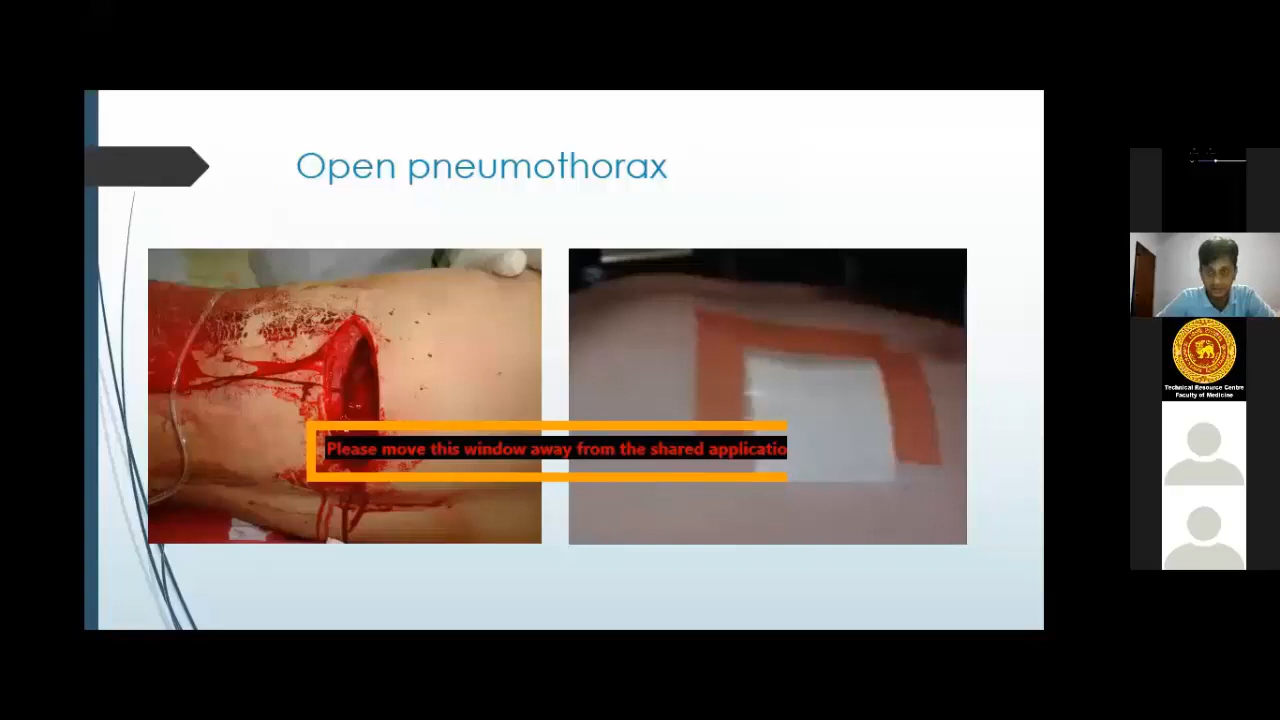 Open pneumothorax
Please move this window away from the shared applicatio
Technical Resource Centre
Faculty of Medicine